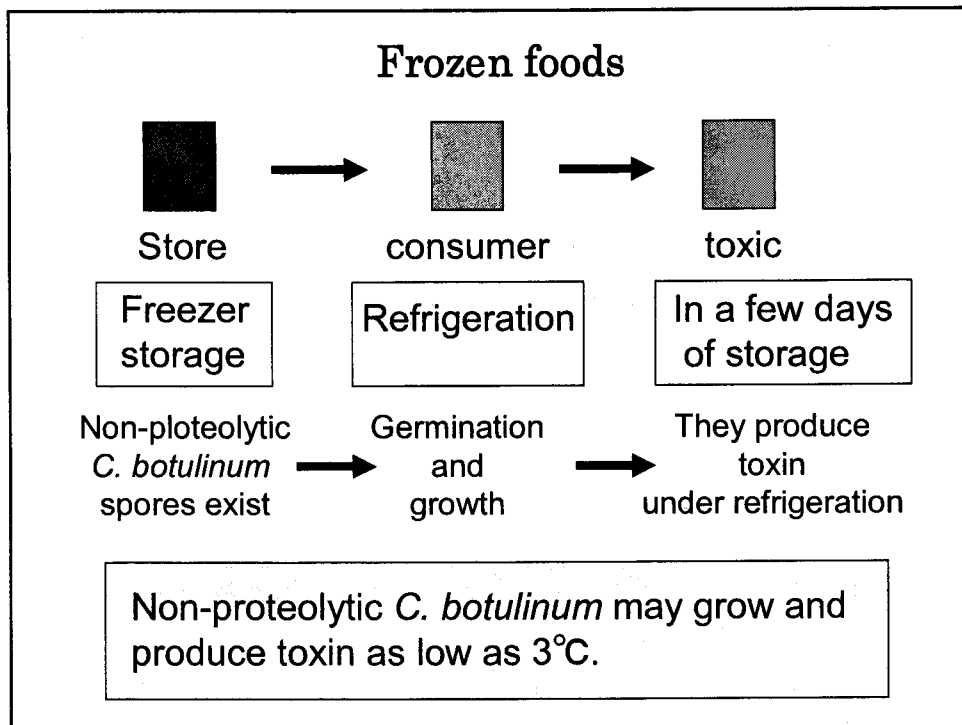 Frozen foods
Store
consumer
toxic
Freezer
storage
Refrigeration
In a few days
of storage
Non-ploteolytic
C. botulinum
spores exist
Germination
and
growth
They produce
toxin
under refrigeration
Non-proteolytic C. botulinum may grow and
produce toxin as low as 3°C.